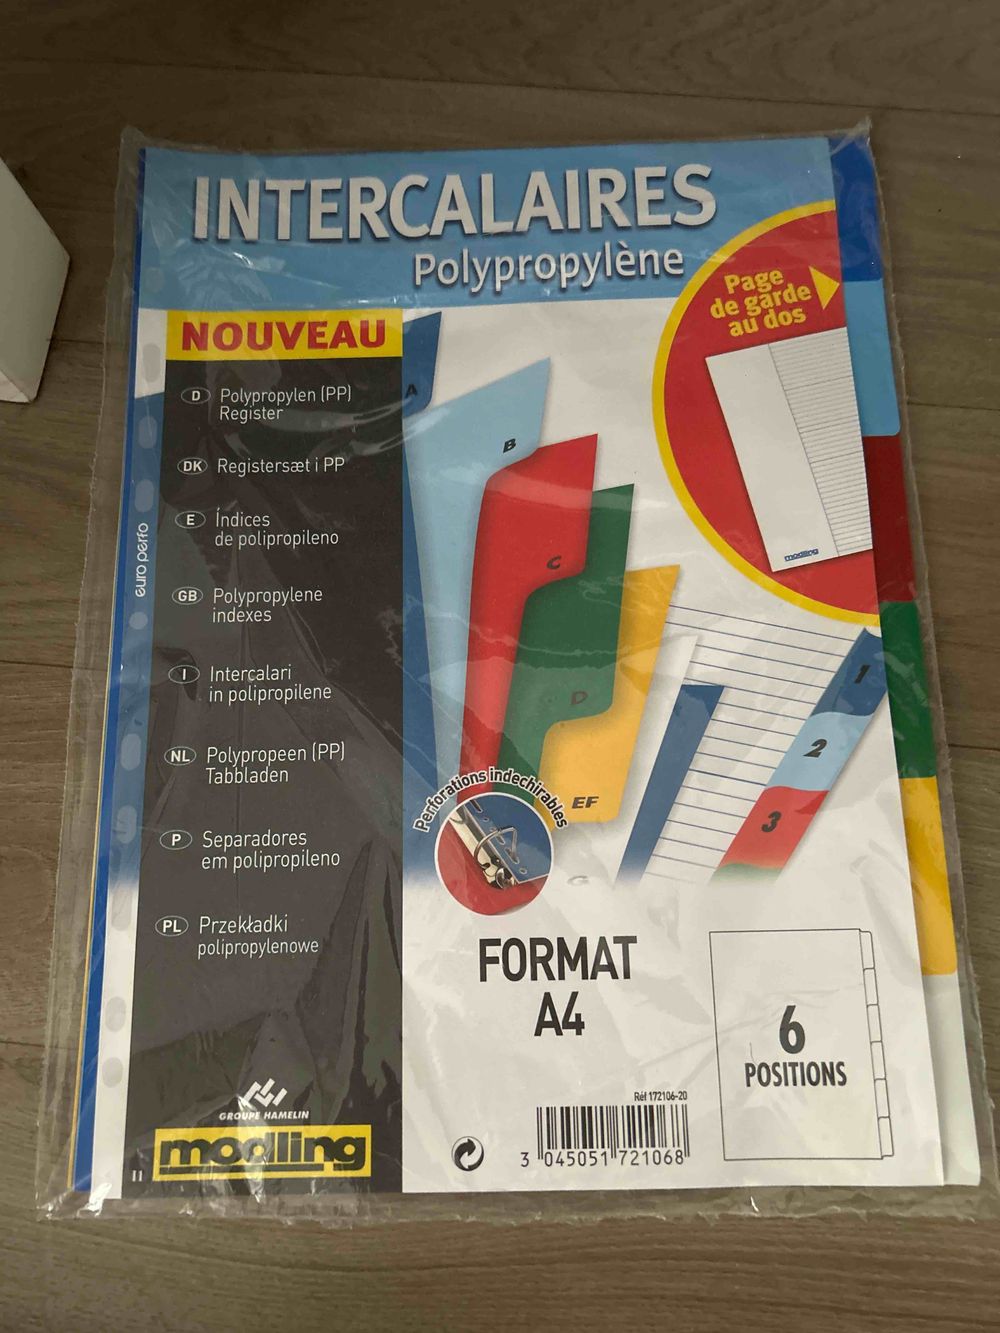 INTERCALAIRES
Polypropylène
Page
de garde
au dos
NOUVEAU
D Polypropylen (PP)
Register
DK Registersæt i PP
E Índices
de polipropileno
GB Polypropylene
indexes
I Intercalari
in polipropilene
NL Polypropeen (PP)
Tabbladen
P Separadores
em polipropileno
PL Przekładki
polipropylenowe
euro perfo
A
B
C
D
EF
G
modling
1
2
3
Perforations indechirables
FORMAT
A4
6
POSITIONS
Réf 172106-20
3 045051 721068
GROUPE HAMELIN
modling
11